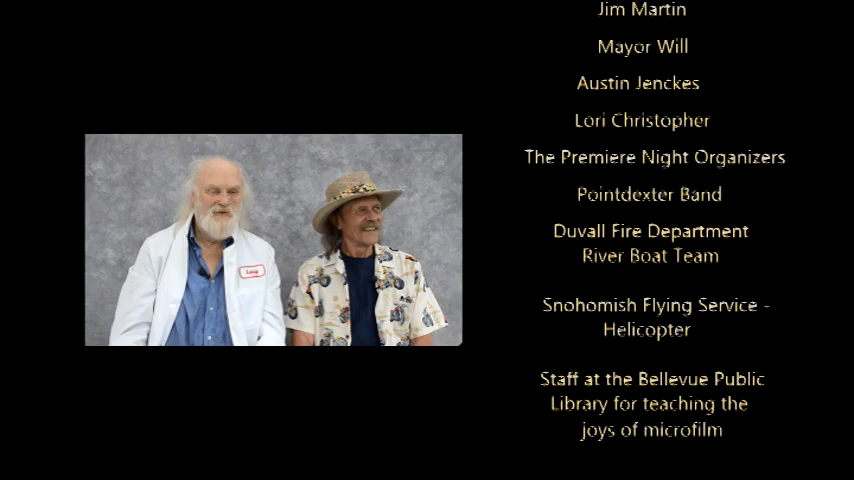 Jim Martin
Mayor Will
Austin Jenckes
Lori Christopher
The Premiere Night Organizers
Pointdexter Band
Duvall Fire Department
River Boat Team
Snohomish Flying Service -
Helicopter
Staff at the Bellevue Public
Library for teaching the
joys of microfilm